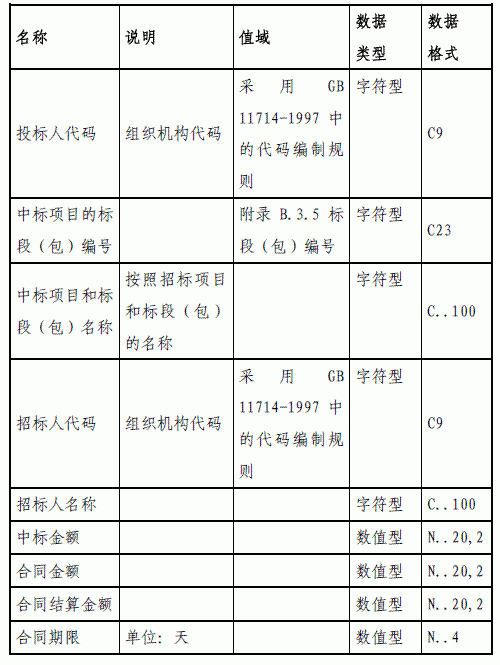 名称 说明 值域 数据类型 数据格式
投标人代码 组织机构代码 采用 GB 11714-1997 中的代码编制规则 字符型 C9
中标项目的标段（包）编号 附录 B.3.5 标段（包）编号 字符型 C23
中标项目和标段（包）名称 按照招标项目和标段（包）的名称 字符型 C..100
招标人代码 组织机构代码 采用 GB 11714-1997 中的代码编制规则 字符型 C9
招标人名称 字符型 C..100
中标金额 数值型 N..20,2
合同金额 数值型 N..20,2
合同结算金额 数值型 N..20,2
合同期限 单位：天 数值型 N..4